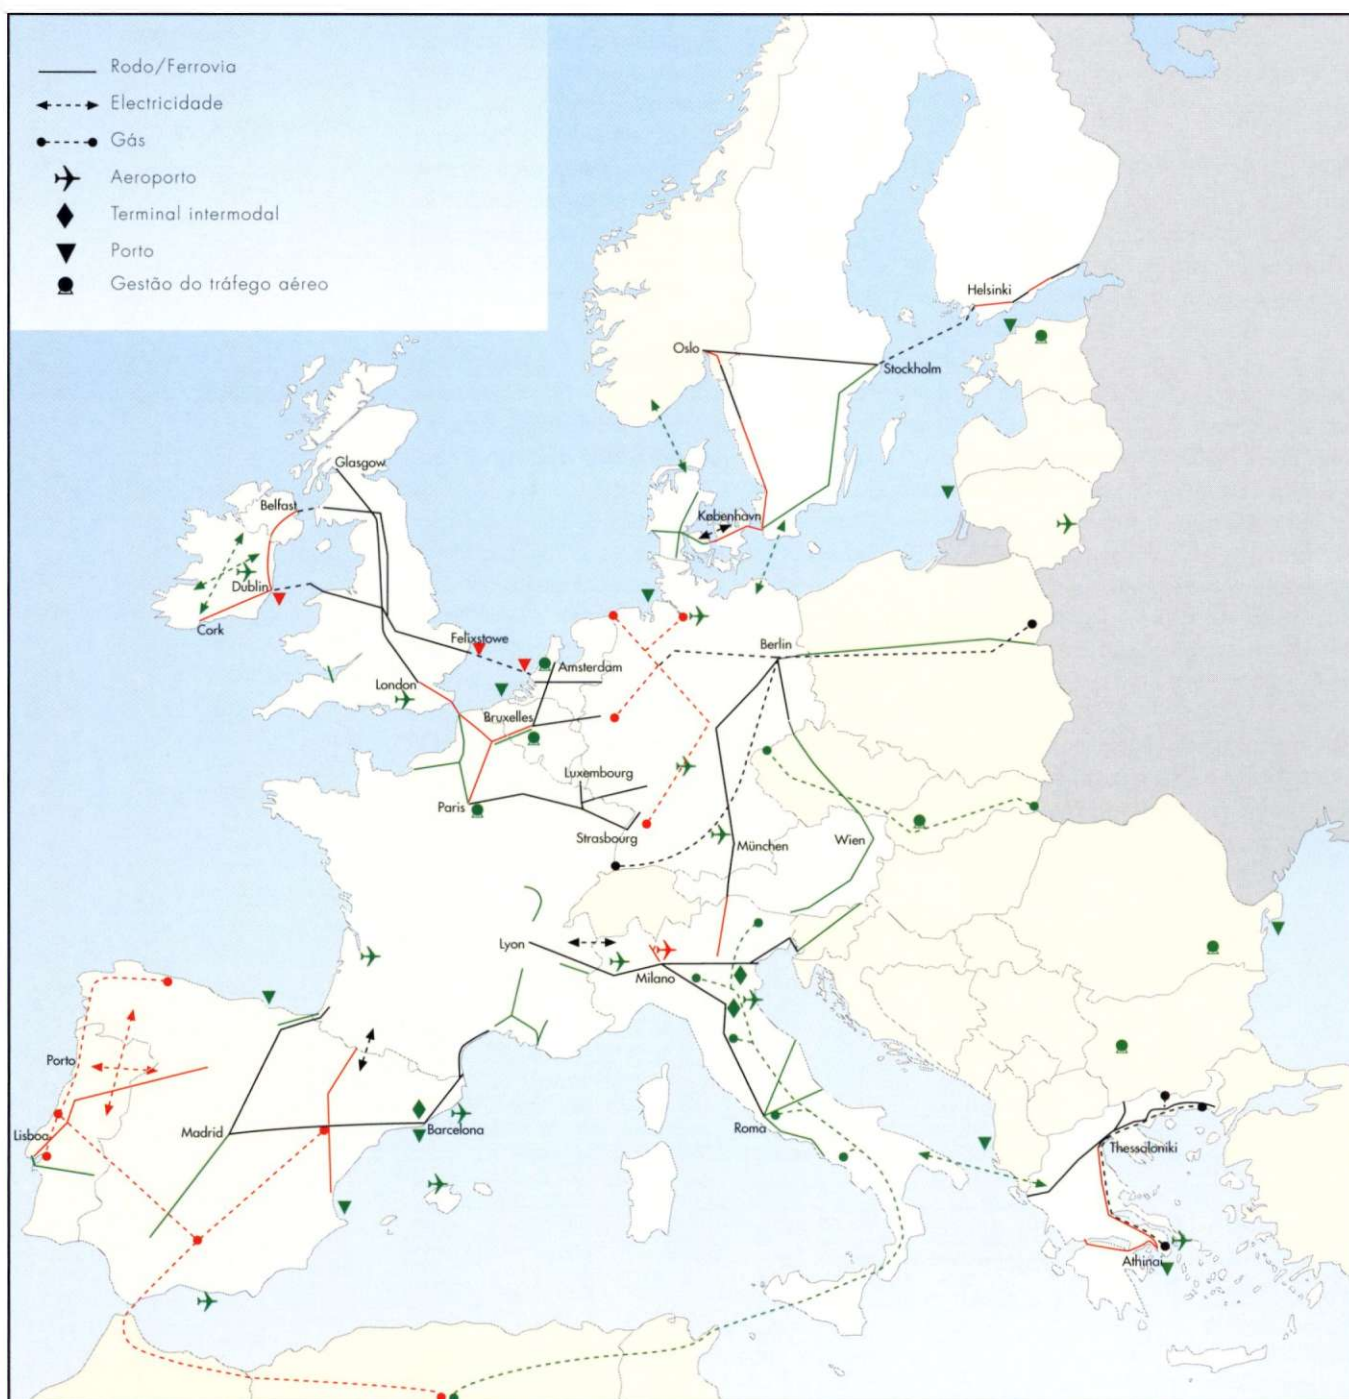 Rodo/Ferrovia
Electricidade
Gás
Aeroporto
Terminal intermodal
Porto
Gestão do tráfego aéreo
Helsinki
Oslo
Stockholm
Glasgow
Belfast
København
Dublin
Cork
Felixstowe
Berlin
Amsterdam
London
Bruxelles
Luxembourg
Paris
Strasbourg
München
Wien
Lyon
Milano
Porto
Lisboa
Madrid
Barcelona
Roma
Thessaloniki
Athinai